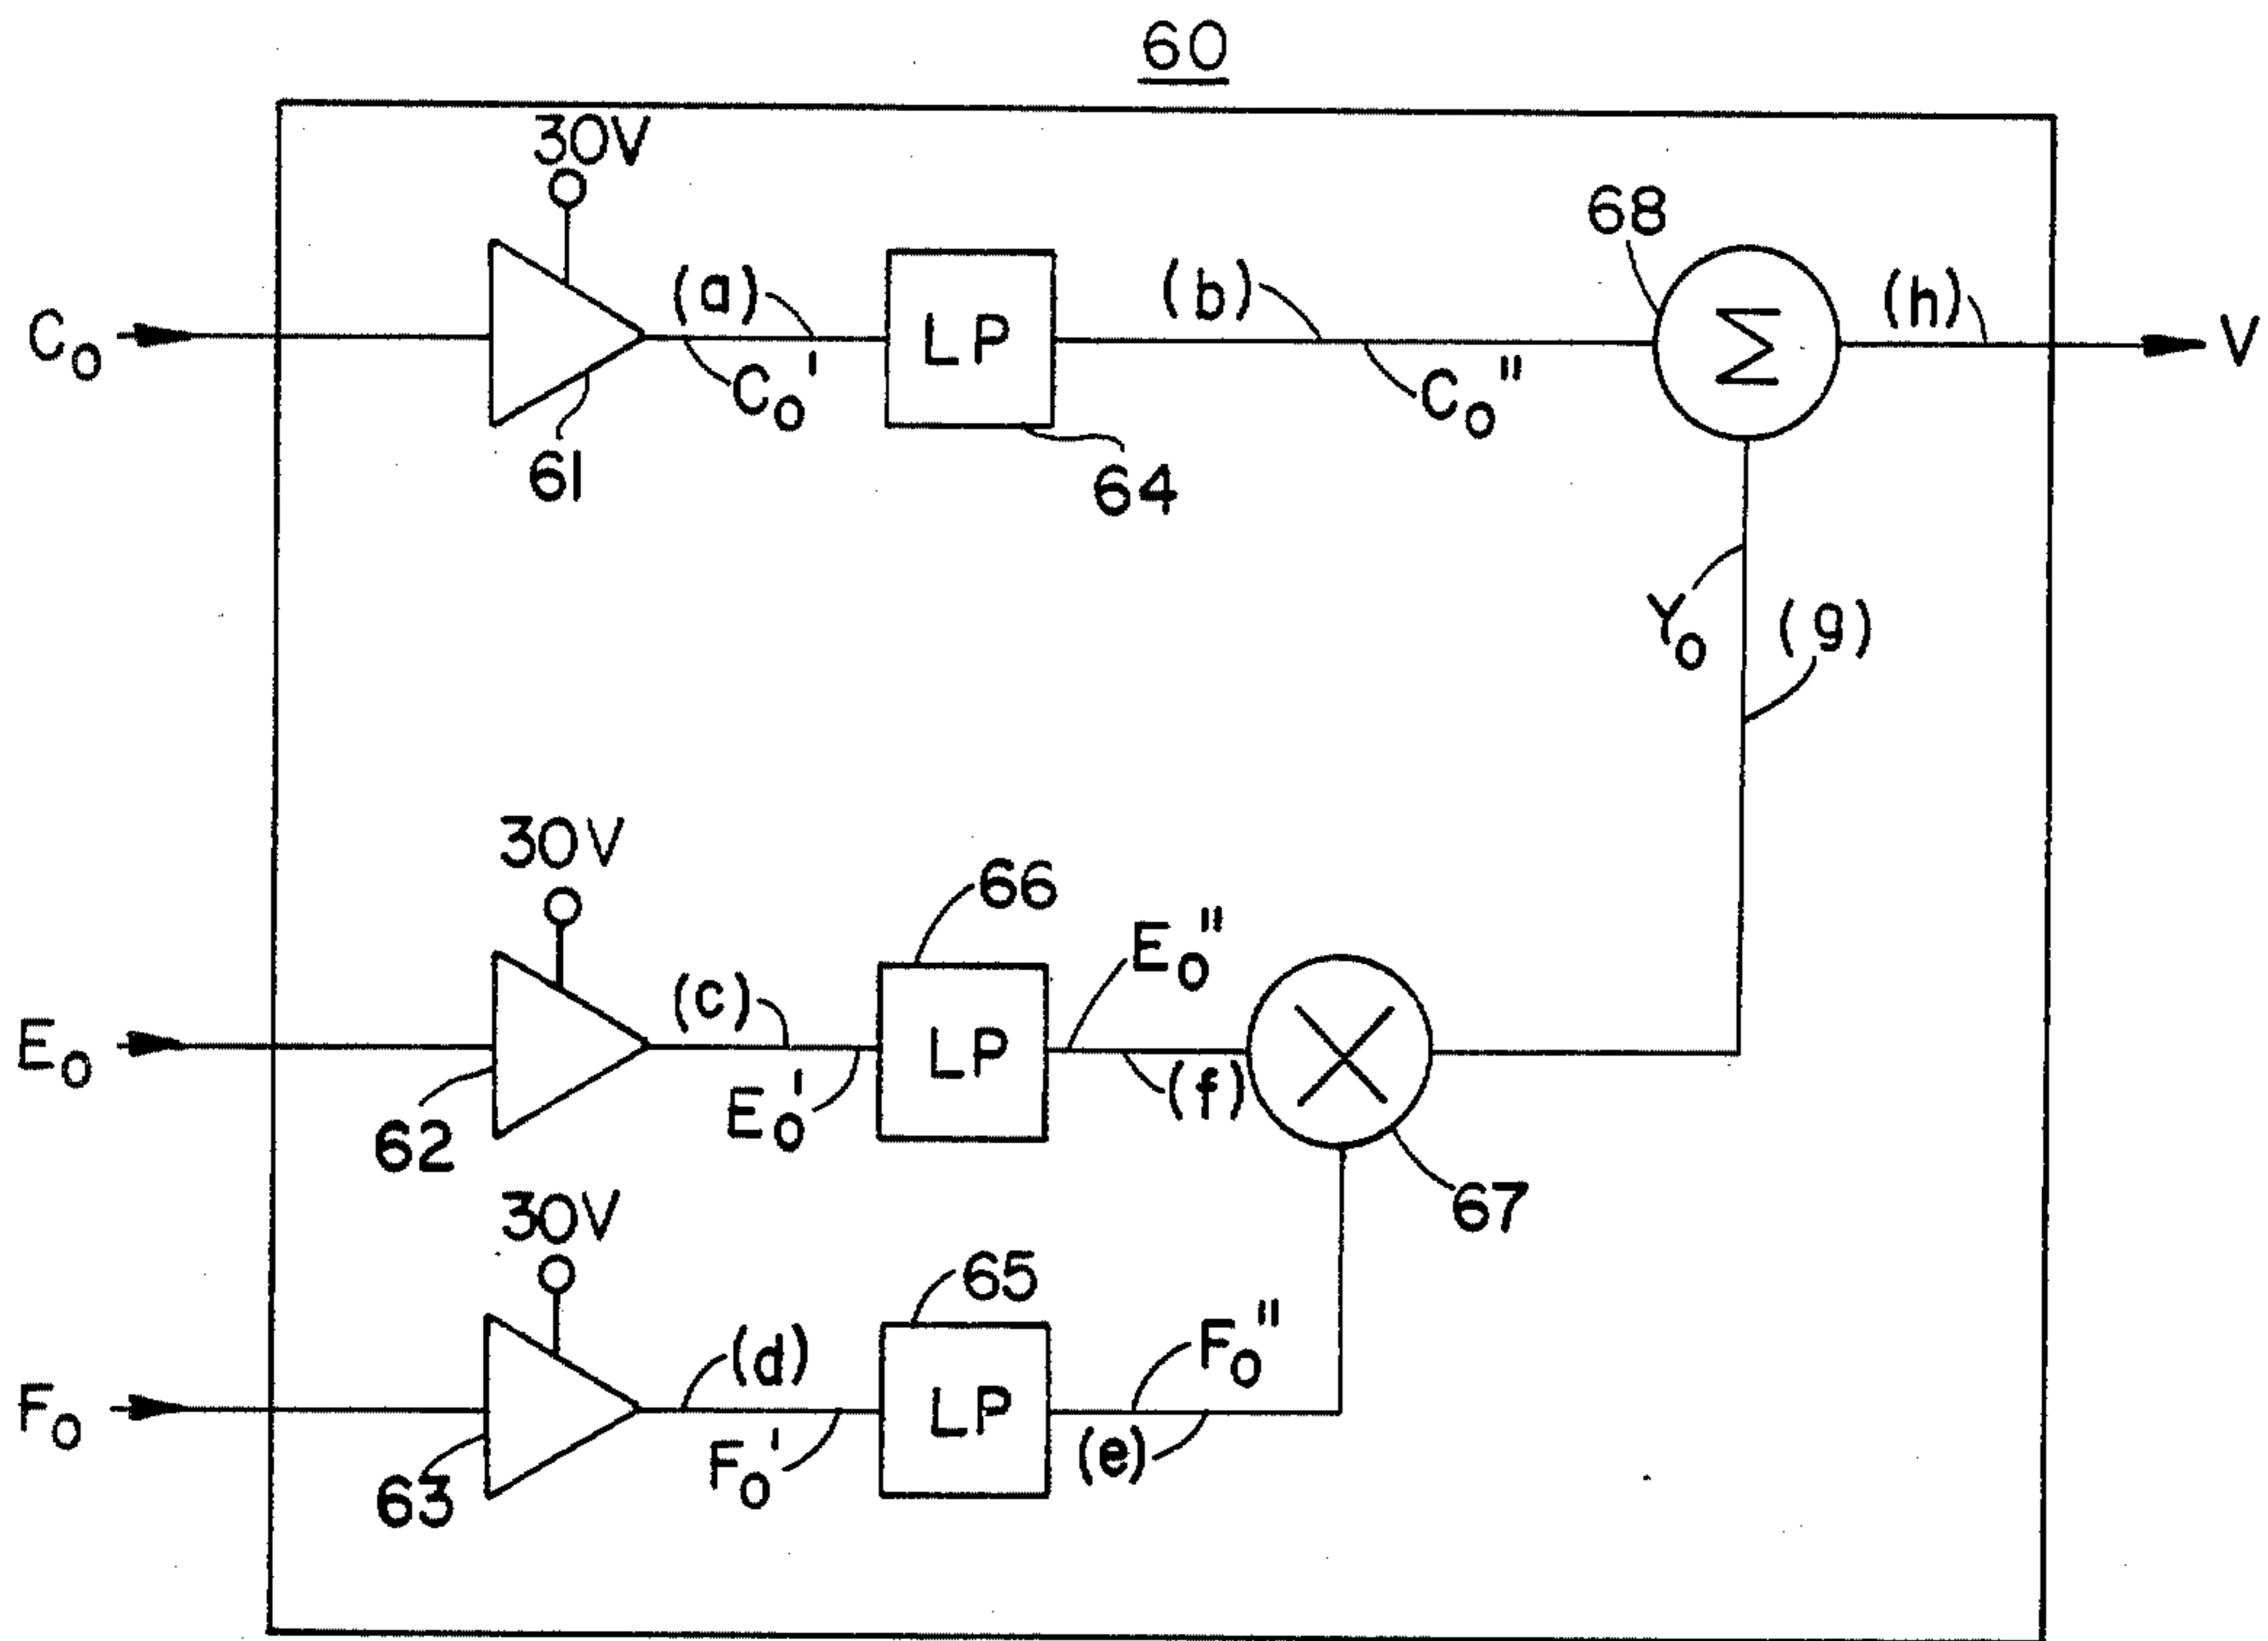 60
30V
68
C₀
(a)
C₀'
LP
(b)
C₀"
Σ
(h)
V
61
64
Y₀
(g)
30V
66
E₀"
E₀
(c)
E₀'
LP
(f)
X
62
67
30V
65
F₀
(d)
F₀'
LP
F₀"
(e)
63